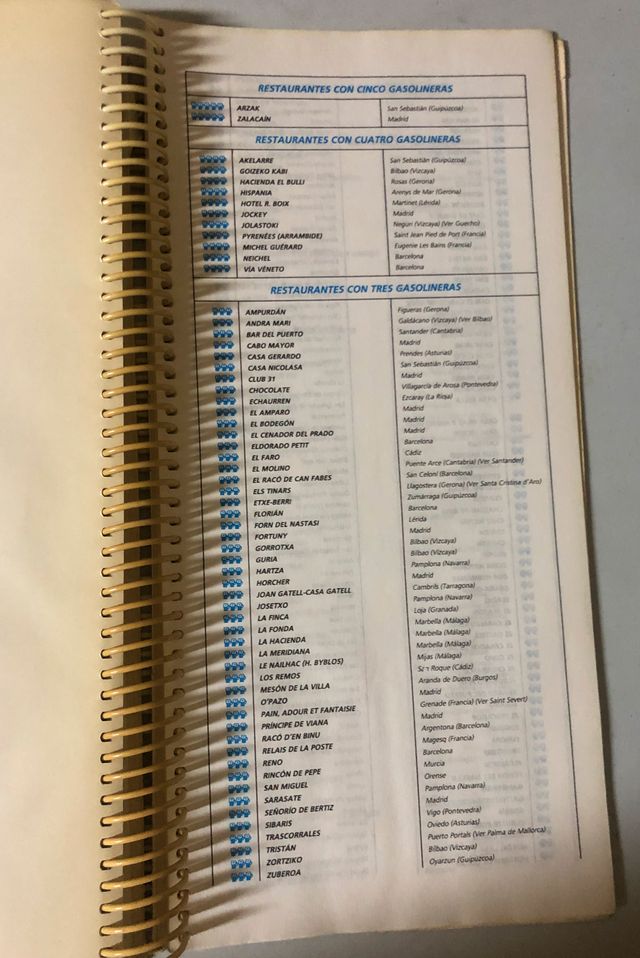 RESTAURANTES CON CINCO GASOLINERAS
ARZAK San Sebastián (Guipúzcoa)
ZALACAÍN Madrid
RESTAURANTES CON CUATRO GASOLINERAS
AKELARRE San Sebastián (Guipúzcoa)
GOIZEKO KABI Bilbao (Vizcaya)
HACIENDA EL BULLI Rosas (Gerona)
HISPANIA Arenys de Mar (Gerona)
HOTEL R. BOIX Martinet (Lérida)
JOCKEY Madrid
JOLASTOKI Neguri (Vizcaya) (Ver Guecho)
PYRENÉES (ARRAMBIDE) Saint Jean Pied de Port (Francia)
MICHEL GUÉRARD Eugenie Les Bains (Francia)
NEICHEL Barcelona
VÍA VÉNETO Barcelona
RESTAURANTES CON TRES GASOLINERAS
AMPURDÁN Figueras (Gerona)
ANDRA MARI Galdácano (Vizcaya) (Ver Bilbao)
BAR DEL PUERTO Santander (Cantabria)
CABO MAYOR Madrid
CASA GERARDO Prendes (Asturias)
CASA NICOLASA San Sebastián (Guipúzcoa)
CLUB 31 Madrid
CHOCOLATE Villagarcía de Arosa (Pontevedra)
ECHAURREN Ezcaray (La Rioja)
EL AMPARO Madrid
EL BODEGÓN Madrid
EL CENADOR DEL PRADO Madrid
ELDORADO PETIT Barcelona
EL FARO Cádiz
EL MOLINO Puente Arce (Cantabria) (Ver Santander)
EL RACÓ DE CAN FABES San Celoni (Barcelona)
ELS TINARS Llagostera (Gerona) (Ver Santa Cristina d'Aro)
ETXE-BERRI Zumárraga (Guipúzcoa)
FLORIÁN Barcelona
FORN DEL NASTASI Lérida
FORTUNY Madrid
GORROTXA Bilbao (Vizcaya)
GURIA Bilbao (Vizcaya)
HARTZA Pamplona (Navarra)
HORCHER Madrid
JOAN GATELL-CASA GATELL Cambrils (Tarragona)
JOSETXO Pamplona (Navarra)
LA FINCA Loja (Granada)
LA FONDA Marbella (Málaga)
LA HACIENDA Marbella (Málaga)
LA MERIDIANA Marbella (Málaga)
LE NAILHAC (H. BYBLOS) Mijas (Málaga)
LOS REMOS San Roque (Cádiz)
MESÓN DE LA VILLA Aranda de Duero (Burgos)
O'PAZO Madrid
PAIN, ADOUR ET FANTAISIE Grenade (Francia) (Ver Saint Severt)
PRÍNCIPE DE VIANA Madrid
RACÓ D'EN BINU Argentona (Barcelona)
RELAIS DE LA POSTE Magesq (Francia)
RENO Barcelona
RINCÓN DE PEPE Murcia
SAN MIGUEL Orense
SARASATE Pamplona (Navarra)
SEÑORÍO DE BERTIZ Madrid
SIBARIS Vigo (Pontevedra)
TRASCORRALES Oviedo (Asturias)
TRISTÁN Puerto Portals (Ver Palma de Mallorca)
ZORTZIKO Bilbao (Vizcaya)
ZUBEROA Oyarzun (Guipúzcoa)